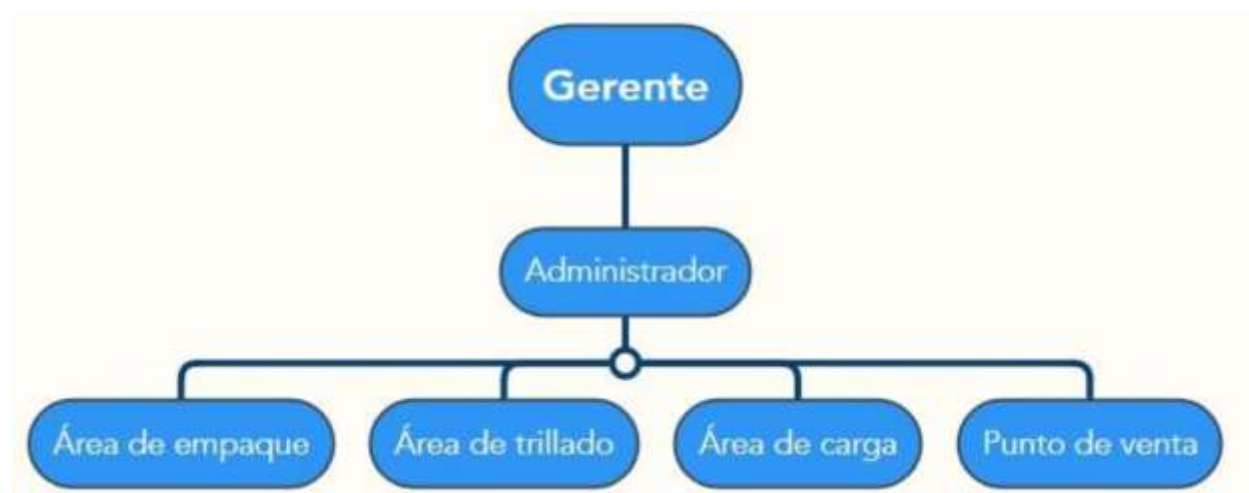 Gerente
Administrador
Área de empaque
Área de trillado
Área de carga
Punto de venta